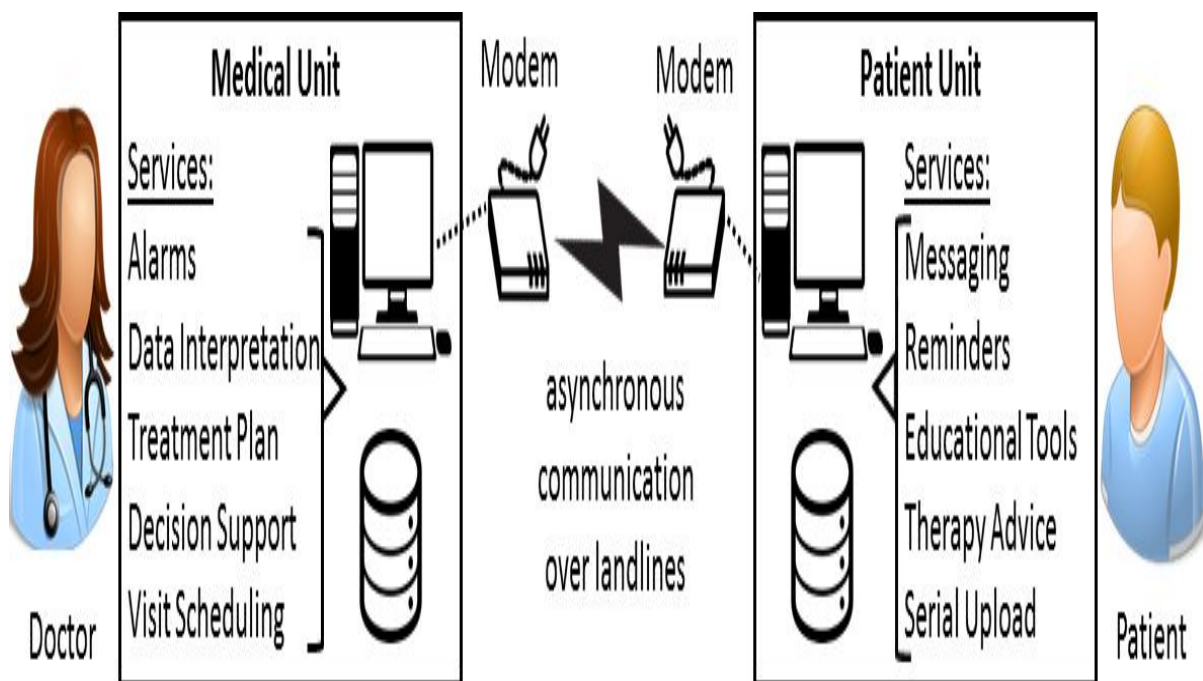 Medical Unit
Services:
Alarms
Data Interpretation
Treatment Plan
Decision Support
Visit Scheduling
Doctor
Modem
Modem
asynchronous
communication
over landlines
Patient Unit
Services:
Messaging
Reminders
Educational Tools
Therapy Advice
Serial Upload
Patient